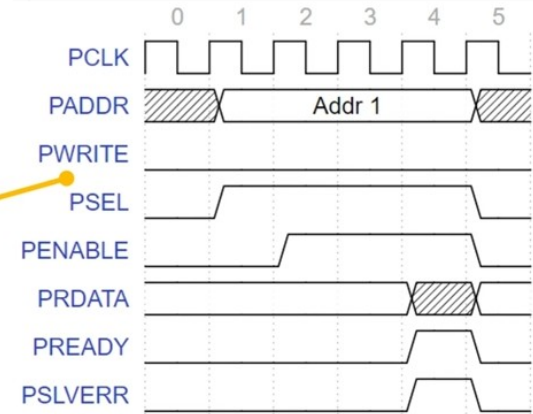 0 1 2 3 4 5
PCLK
PADDR Addr 1
PWRITE
PSEL
PENABLE
PRDATA
PREADY
PSLVERR